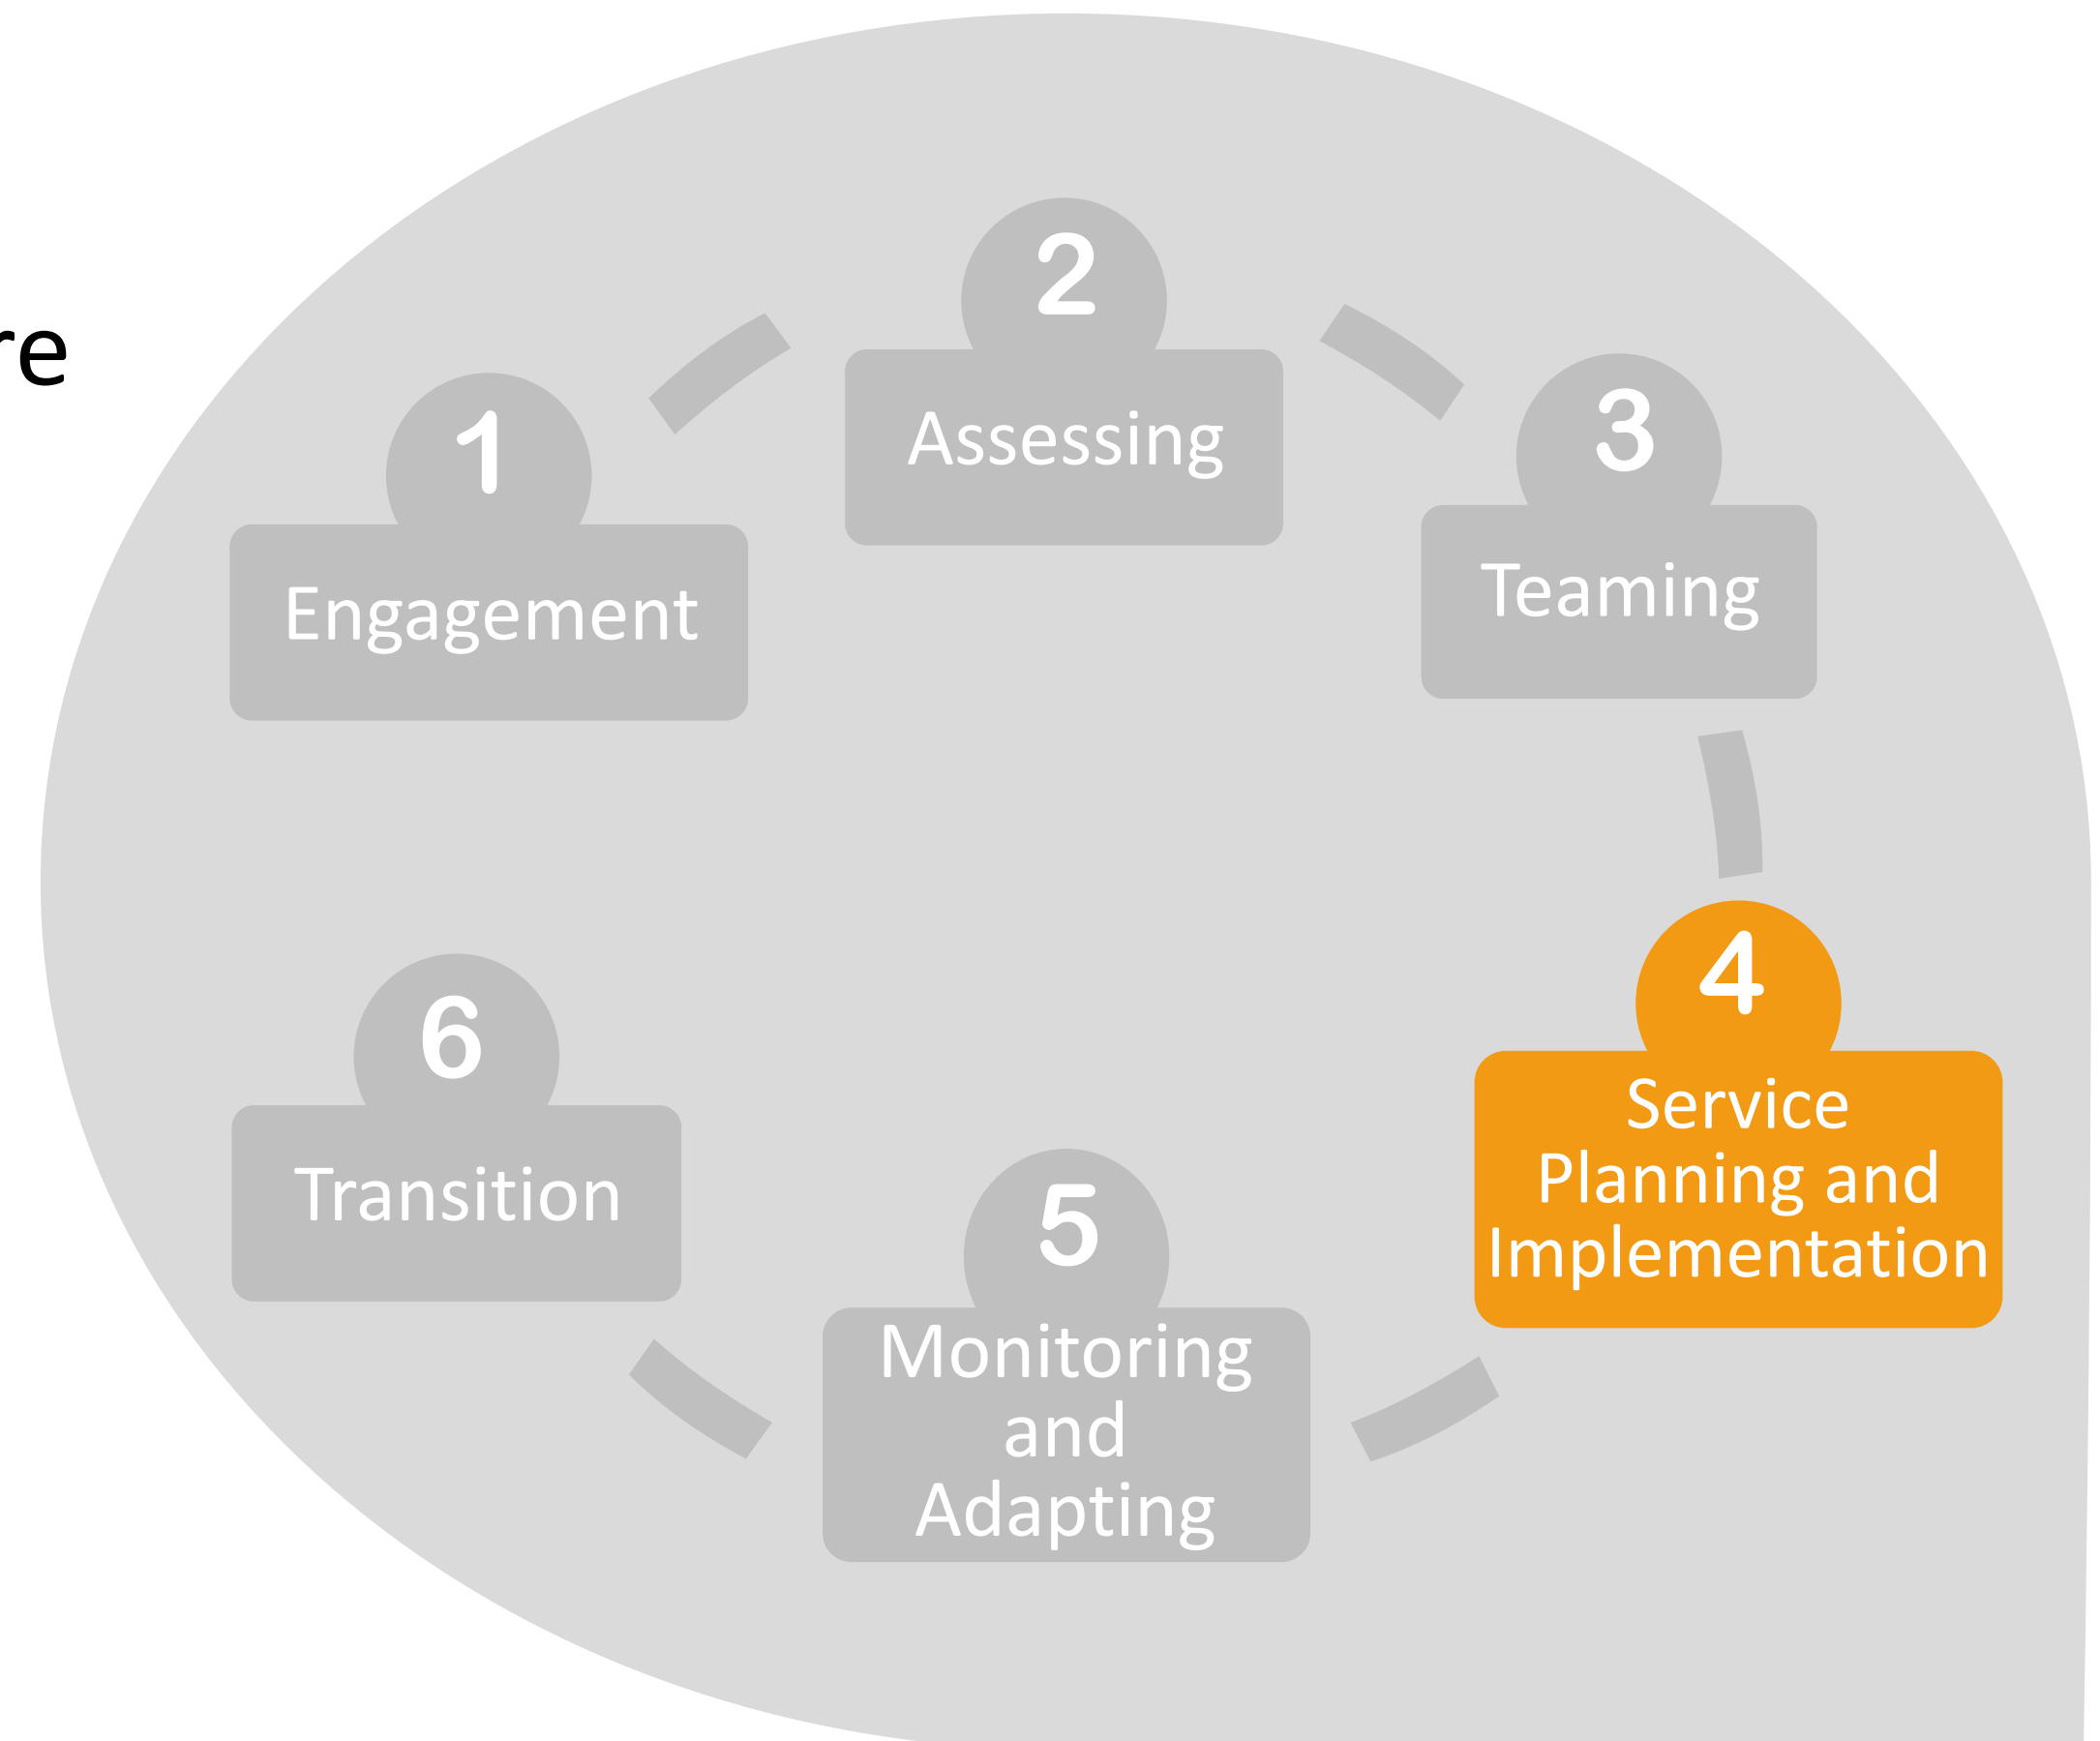 re
1
Engagement
2
Assessing
3
Teaming
4
Service
Planning and
Implementation
5
Monitoring
and
Adapting
6
Transition